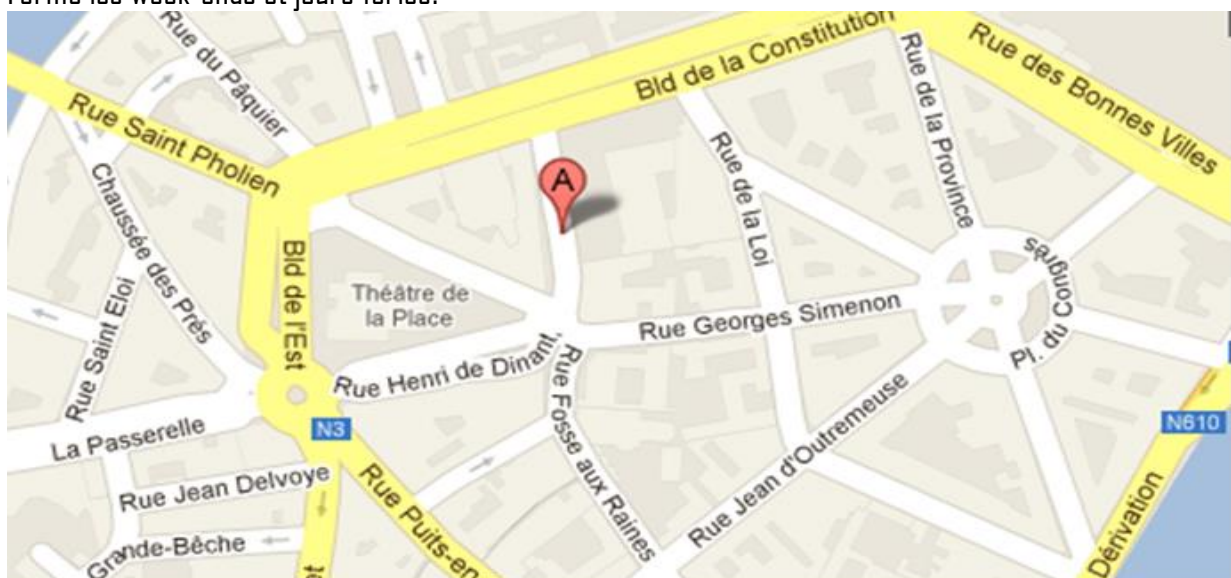 Fermé les week-ends et jours fériés.
Rue du Pâquier
Bld de la Constitution
Rue des Bonnes Villes
Rue Saint Pholien
Rue de la Province
Rue de la Loi
A
Chaussée des Prés
Bld de l'Est
Théâtre de
la Place
Pl. du Congrès
Rue Saint Eloi
Rue Georges Simenon
Rue Henri de Dinant
Rue Fosse aux Raines
Rue Jean d'Outremeuse
La Passerelle
N3
N610
Rue Jean Delvoye
Rue Puits-en
Grande-Bêche
Dérivation